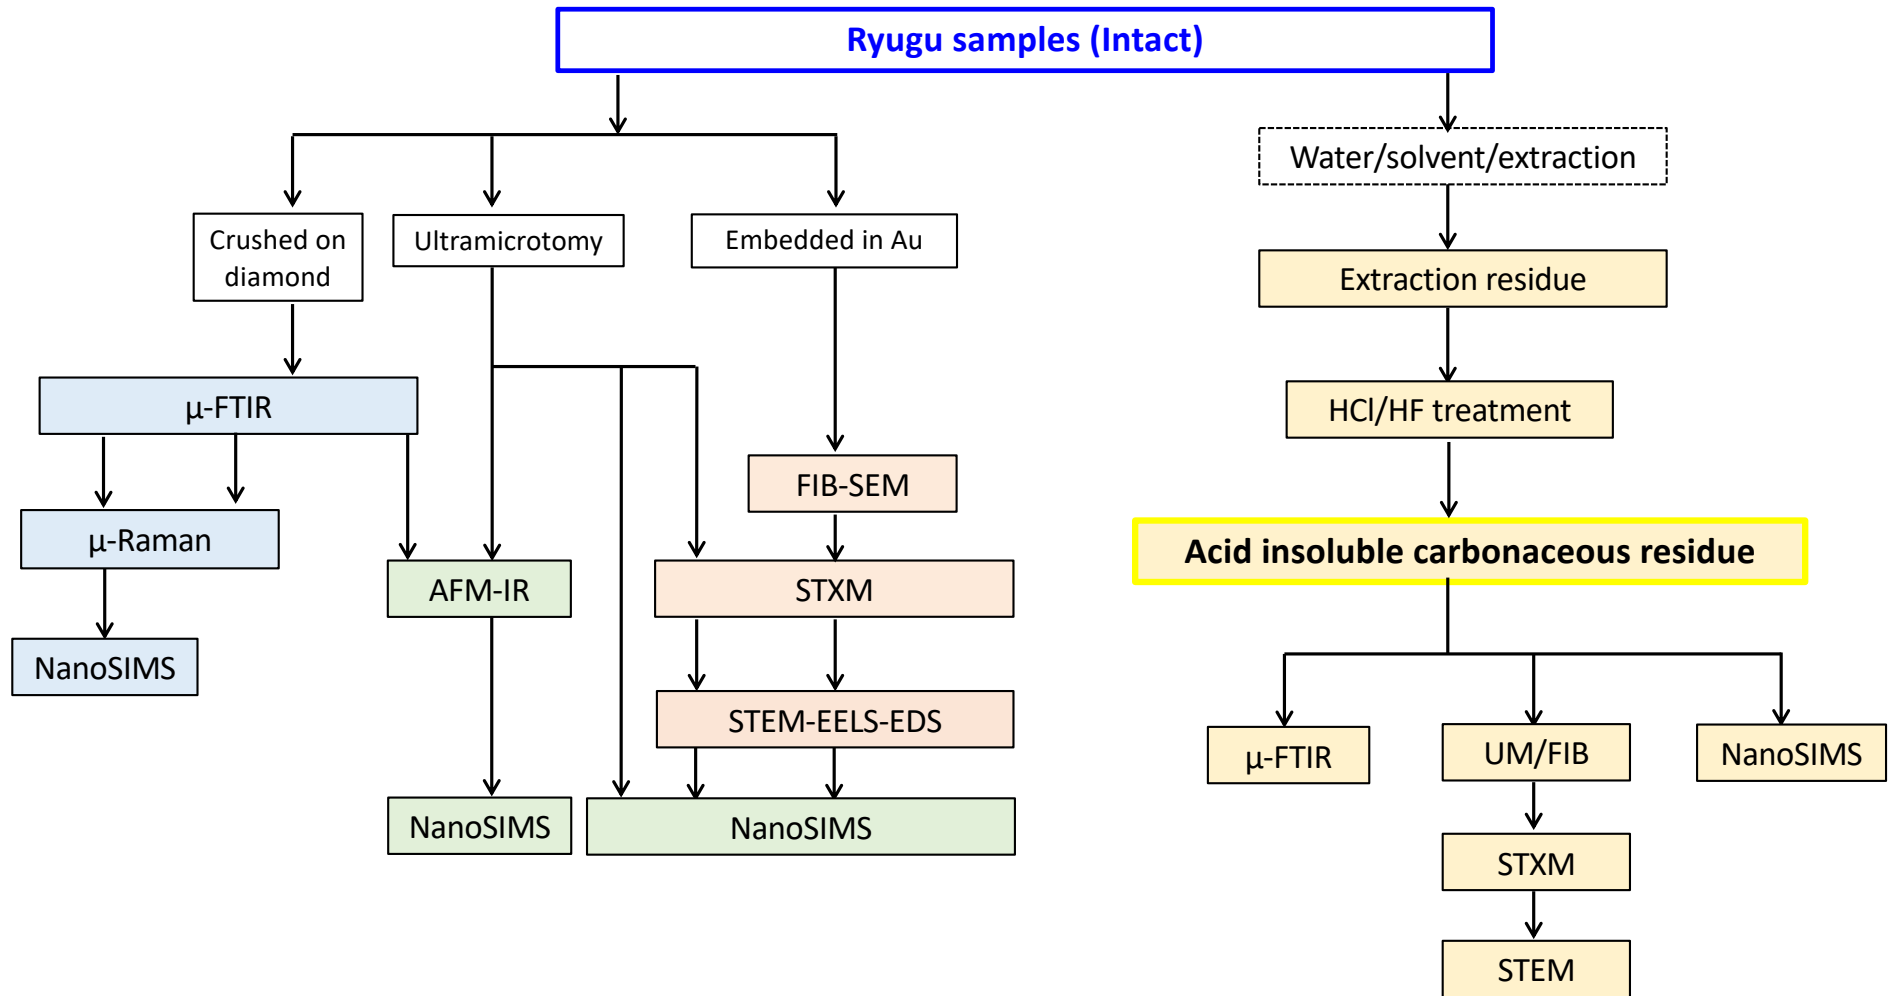 Ryugu samples (Intact)
Water/solvent/extraction
Crushed on
diamond
Ultramicrotomy
Embedded in Au
Extraction residue
μ-FTIR
HCl/HF treatment
FIB-SEM
μ-Raman
Acid insoluble carbonaceous residue
AFM-IR
STXM
NanoSIMS
STEM-EELS-EDS
μ-FTIR
UM/FIB
NanoSIMS
NanoSIMS
NanoSIMS
STXM
STEM